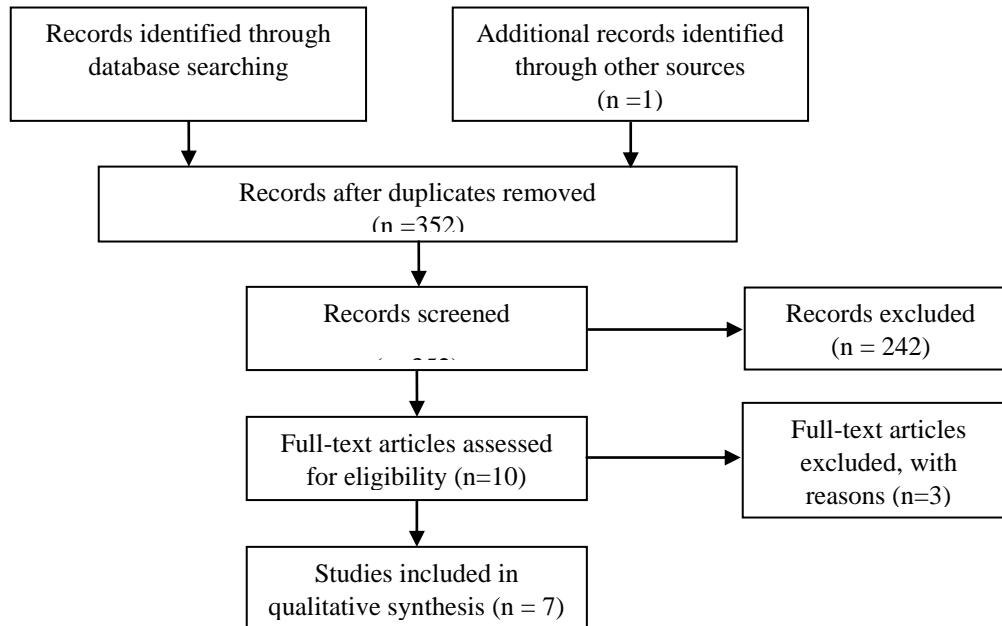 Records identified through
database searching
Additional records identified
through other sources
(n =1)
Records after duplicates removed
(n =352)
Records screened
Records excluded
(n = 242)
Full-text articles assessed
for eligibility (n=10)
Full-text articles
excluded, with
reasons (n=3)
Studies included in
qualitative synthesis (n = 7)